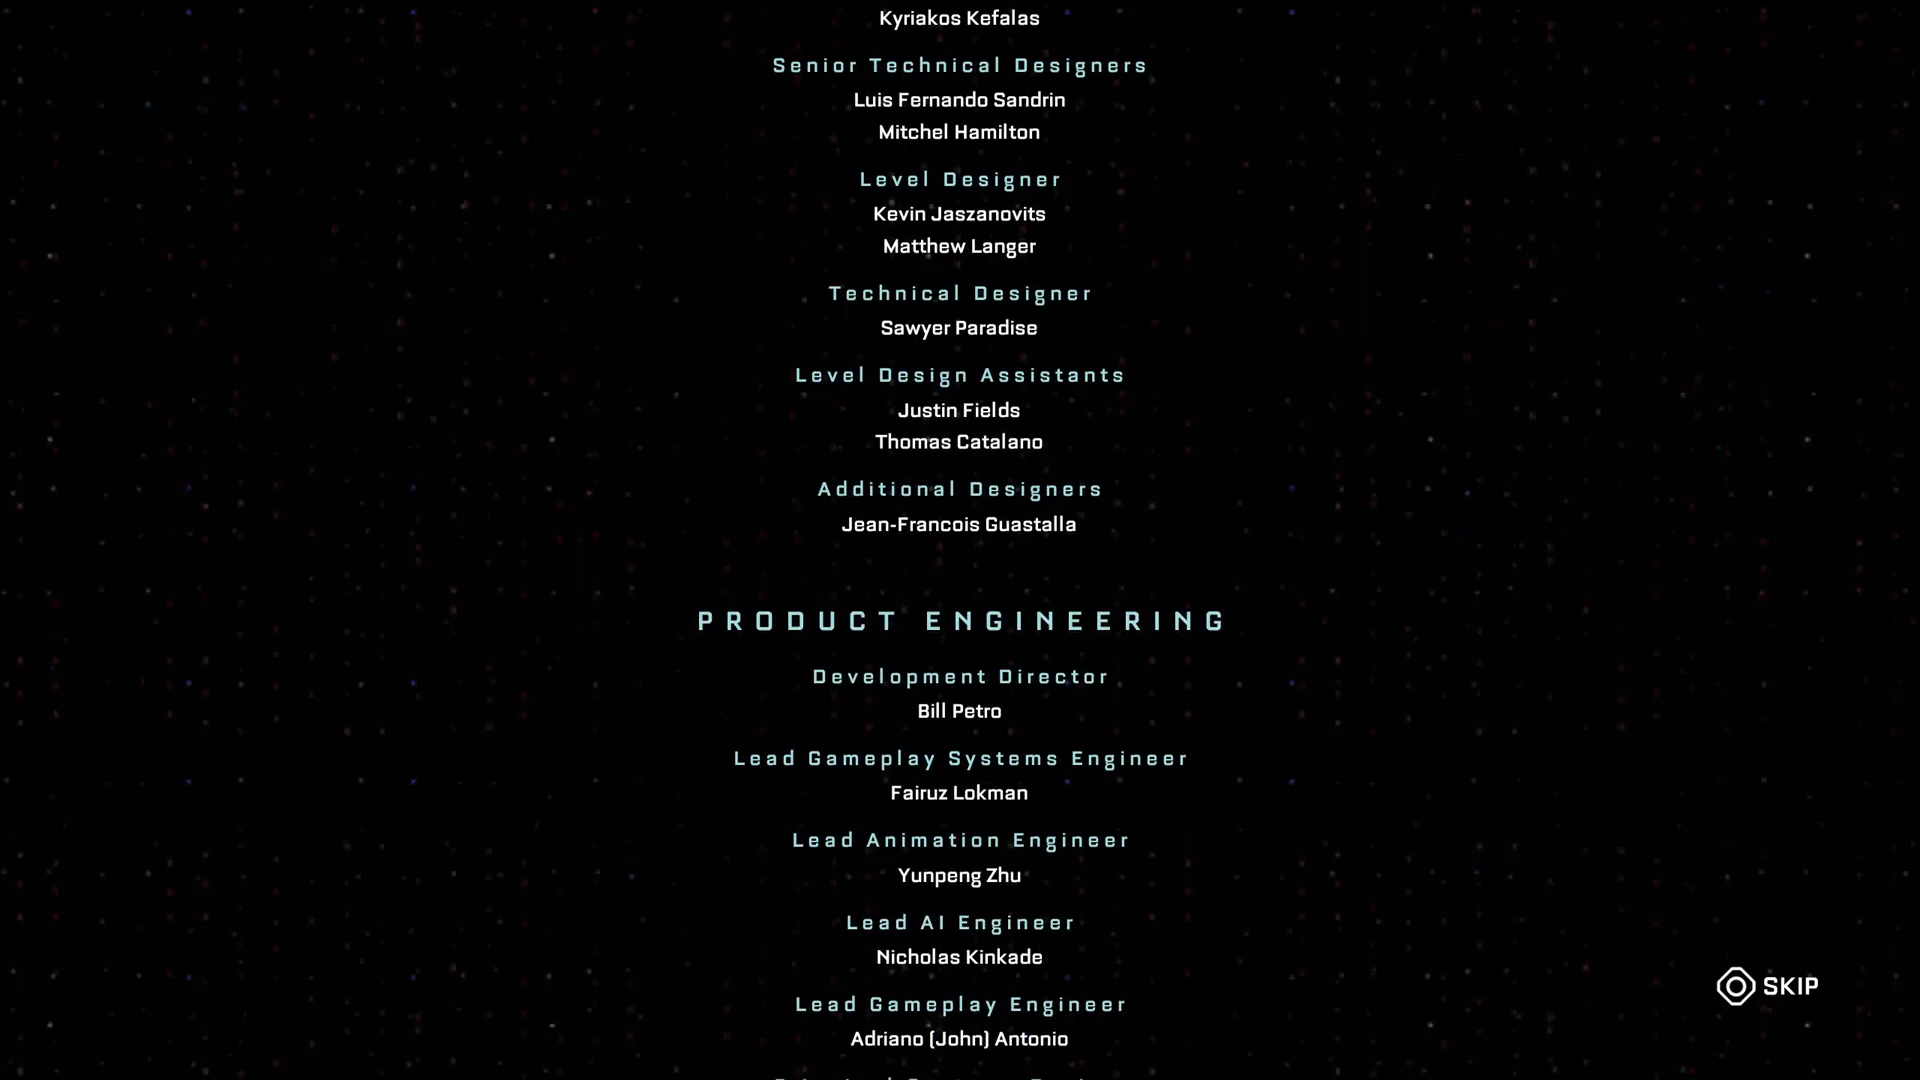 Kyriakos Kefalas
Senior Technical Designers
Luis Fernando Sandrin
Mitchel Hamilton
Level Designer
Kevin Jaszanovits
Matthew Langer
Technical Designer
Sawyer Paradise
Level Design Assistants
Justin Fields
Thomas Catalano
Additional Designers
Jean-Francois Guastalla
PRODUCT ENGINEERING
Development Director
Bill Petro
Lead Gameplay Systems Engineer
Fairuz Lokman
Lead Animation Engineer
Yunpeng Zhu
Lead AI Engineer
Nicholas Kinkade
SKIP
Lead Gameplay Engineer
Adriano (John) Antonio